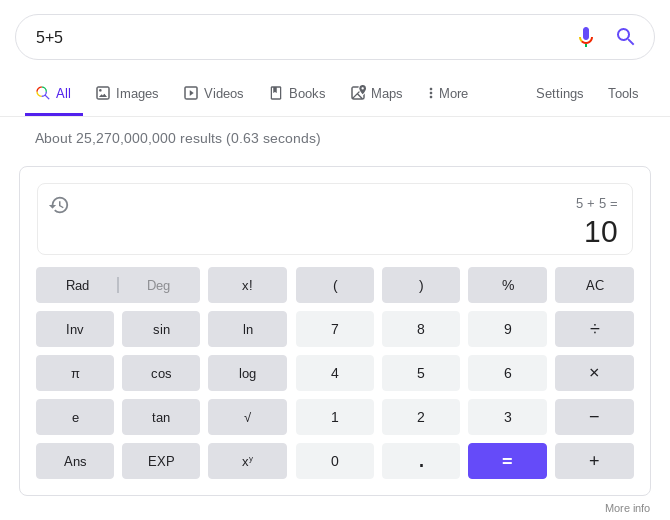 5+5
All Images Videos Books Maps More Settings Tools
About 25,270,000,000 results (0.63 seconds)
5 + 5 =
10
Rad | Deg x! ( ) % AC
Inv sin ln 7 8 9 ÷
π cos log 4 5 6 ×
e tan √ 1 2 3 −
Ans EXP xʸ 0 . = +
More info